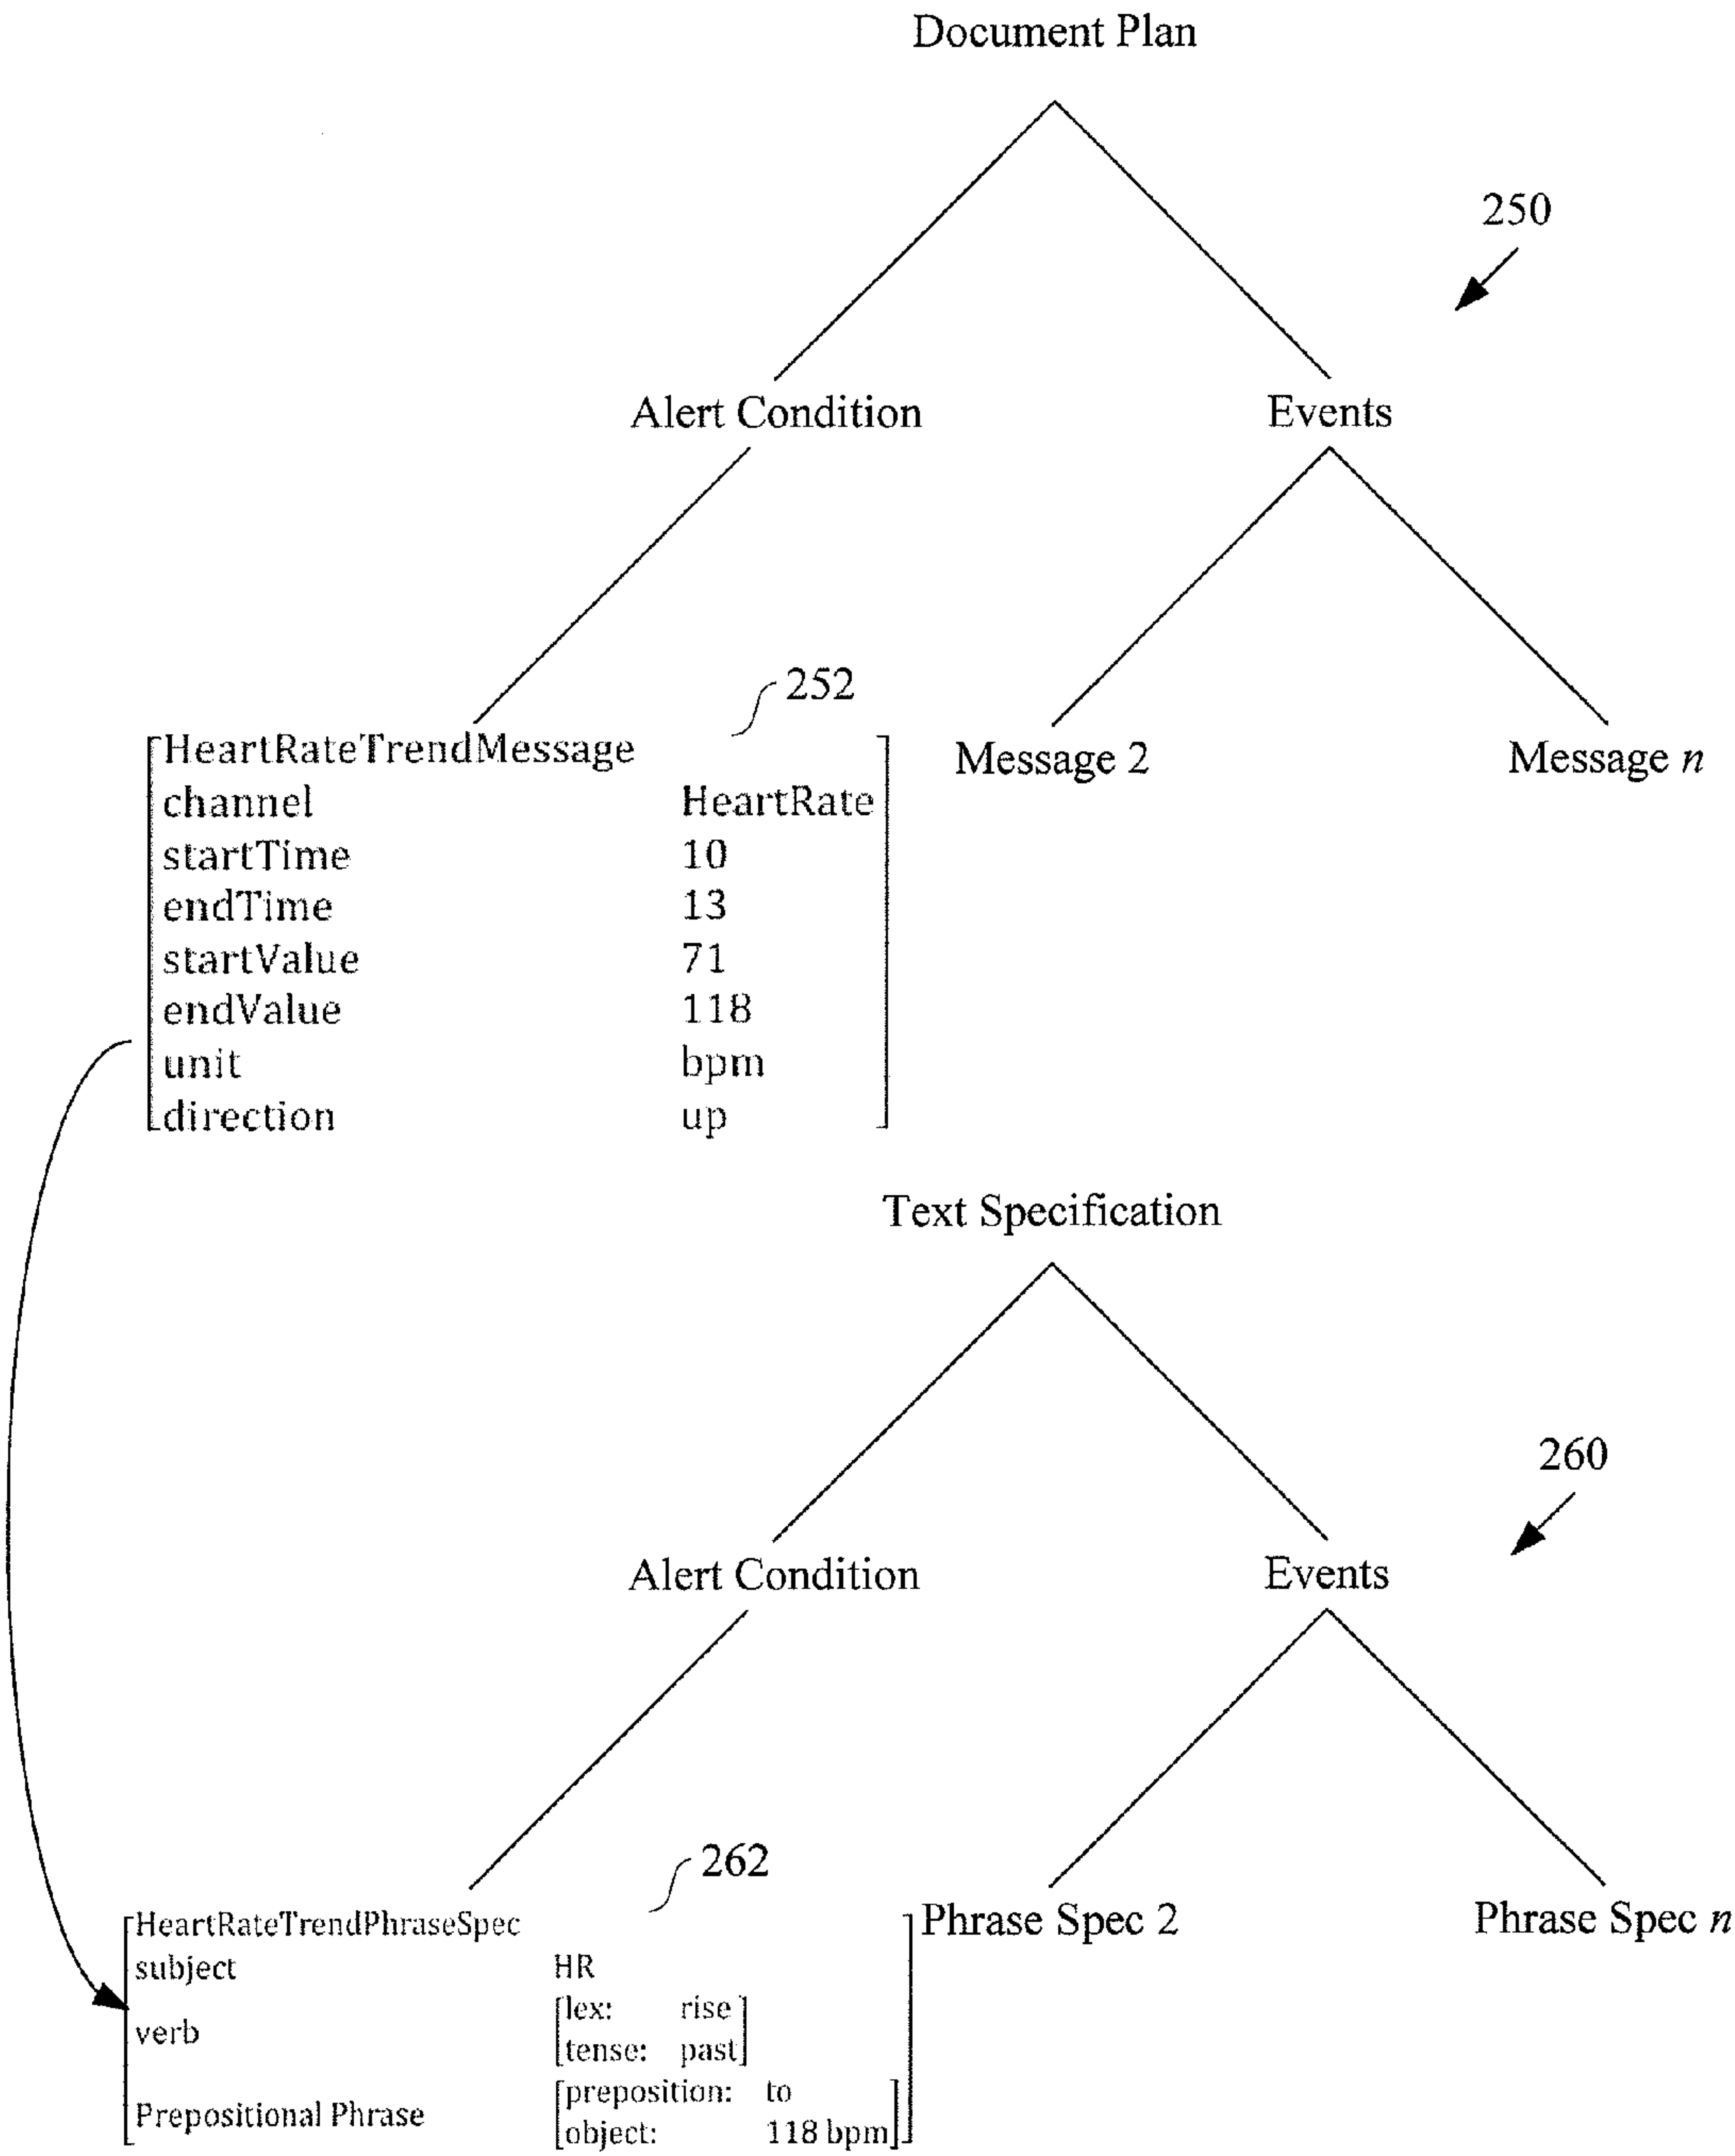 Document Plan
250
Alert Condition
Events
252
HeartRateTrendMessage
channel HeartRate
startTime 10
endTime 13
startValue 71
endValue 118
unit bpm
direction up
Message 2
Message n
Text Specification
260
Alert Condition
Events
262
HeartRateTrendPhraseSpec
subject HR
verb
lex: rise
tense: past
Prepositional Phrase
preposition: to
object: 118 bpm
Phrase Spec 2
Phrase Spec n